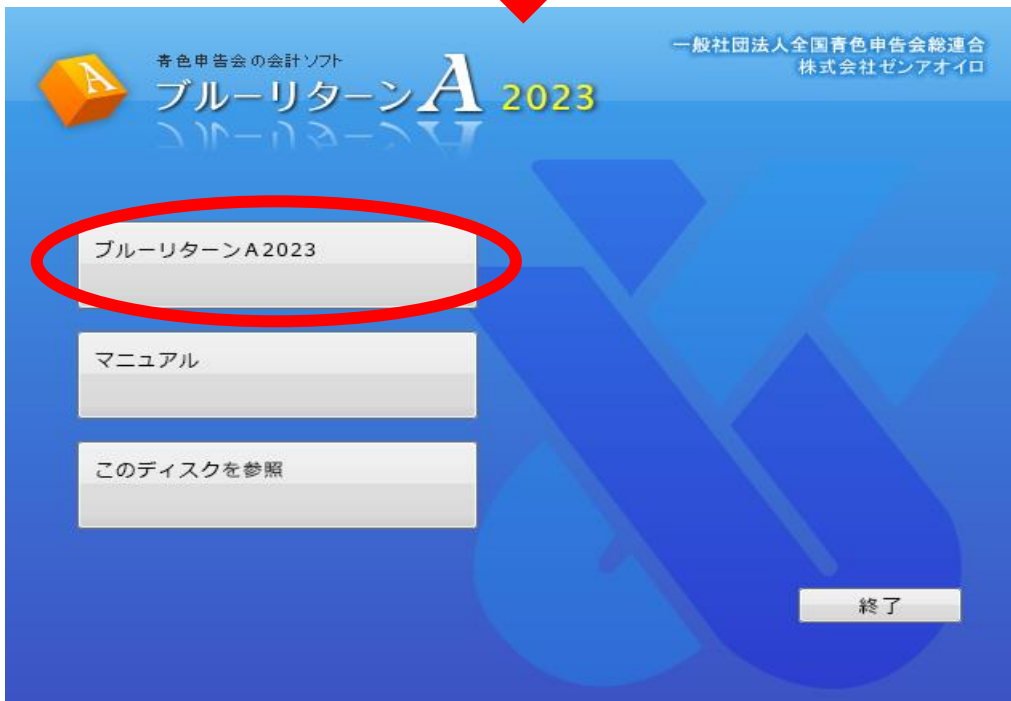 一般社団法人全国青色申告会総連合
株式会社ゼンアオイロ
青色申告会の会計ソフト
ブルーリターンA 2023
ブルーリターンA2023
マニュアル
このディスクを参照
終了